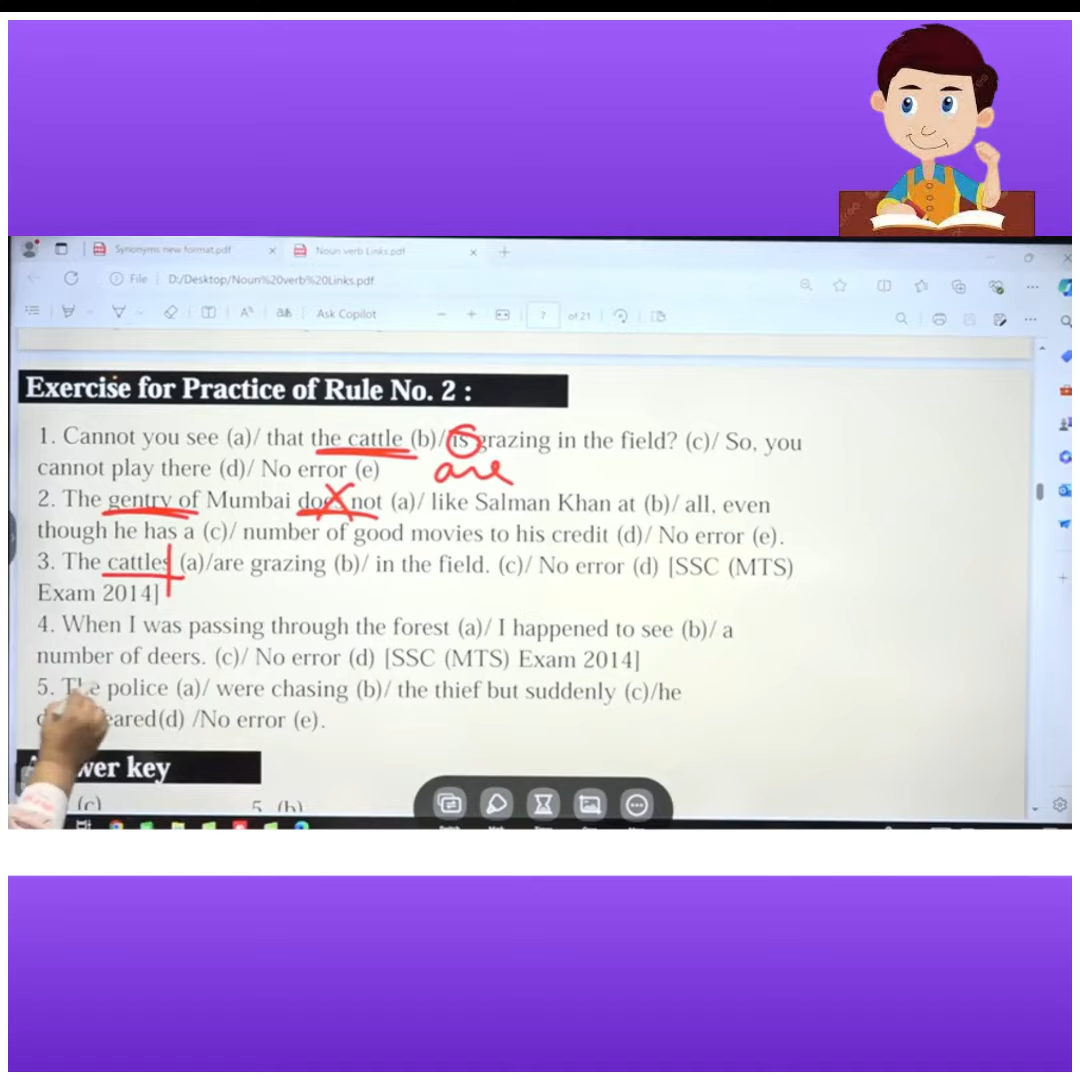 Synonyms new format.pdf × Noun verb Links.pdf × +
File D:/Desktop/Noun%20verb%20Links.pdf
aあ Ask Copilot − + 7 of 21
Exercise for Practice of Rule No. 2 :
1. Cannot you see (a)/ that the cattle (b)/ is grazing in the field? (c)/ So, you
cannot play there (d)/ No error (e)
are
2. The gentry of Mumbai does not (a)/ like Salman Khan at (b)/ all, even
though he has a (c)/ number of good movies to his credit (d)/ No error (e).
3. The cattles (a)/are grazing (b)/ in the field. (c)/ No error (d) [SSC (MTS)
Exam 2014]
4. When I was passing through the forest (a)/ I happened to see (b)/ a
number of deers. (c)/ No error (d) [SSC (MTS) Exam 2014]
5. The police (a)/ were chasing (b)/ the thief but suddenly (c)/he
(d) /No error (e).
key
(c) 5. (b)